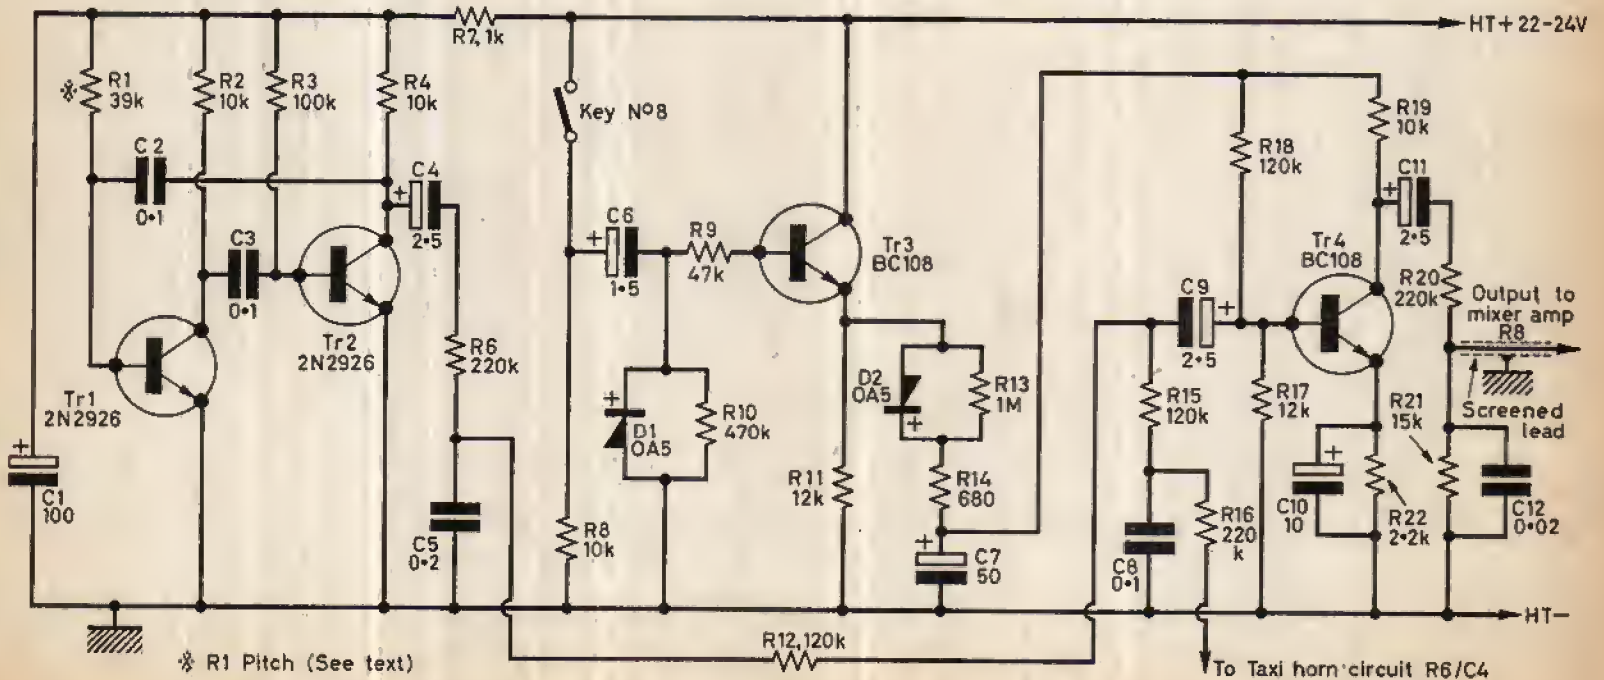 R7, 1k
HT+ 22-24V
※
R1
39k
R2
10k
R3
100k
R4
10k
Key Nº8
R18
120k
R19
10k
C2
0·1
C4
2·5
+
C11
2·5
+
C6
1·5
+
R9
47k
Tr3
BC108
Tr4
BC108
C3
0·1
C9
2·5
+
R20
220k
Output to
mixer amp
R8
Tr2
2N2926
R6
220k
Tr1
2N2926
D1
OA5
+
R10
470k
D2
OA5
+
R13
1M
R15
120k
R17
12k
R21
15k
Screened
lead
+
C1
100
R11
12k
R14
680
+
C10
10
R22
2·2k
C12
0·02
C5
0·2
R8
10k
+
C7
50
C8
0·1
R16
220
k
HT—
R12, 120k
※ R1 Pitch (See text)
To Taxi horn circuit R6/C4